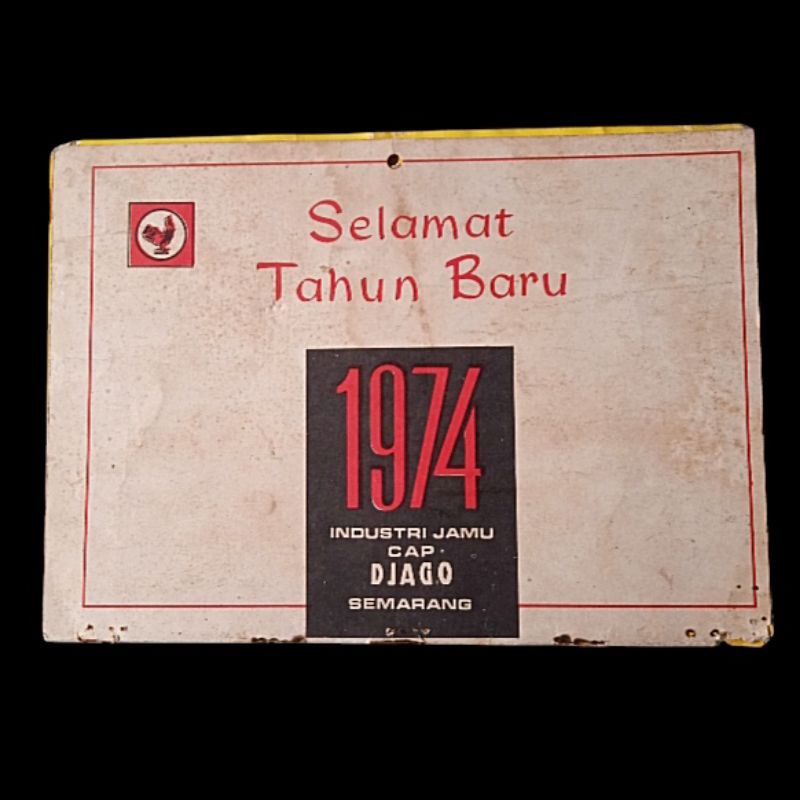 Selamat
Tahun Baru
1974
INDUSTRI JAMU
CAP
DJAGO
SEMARANG